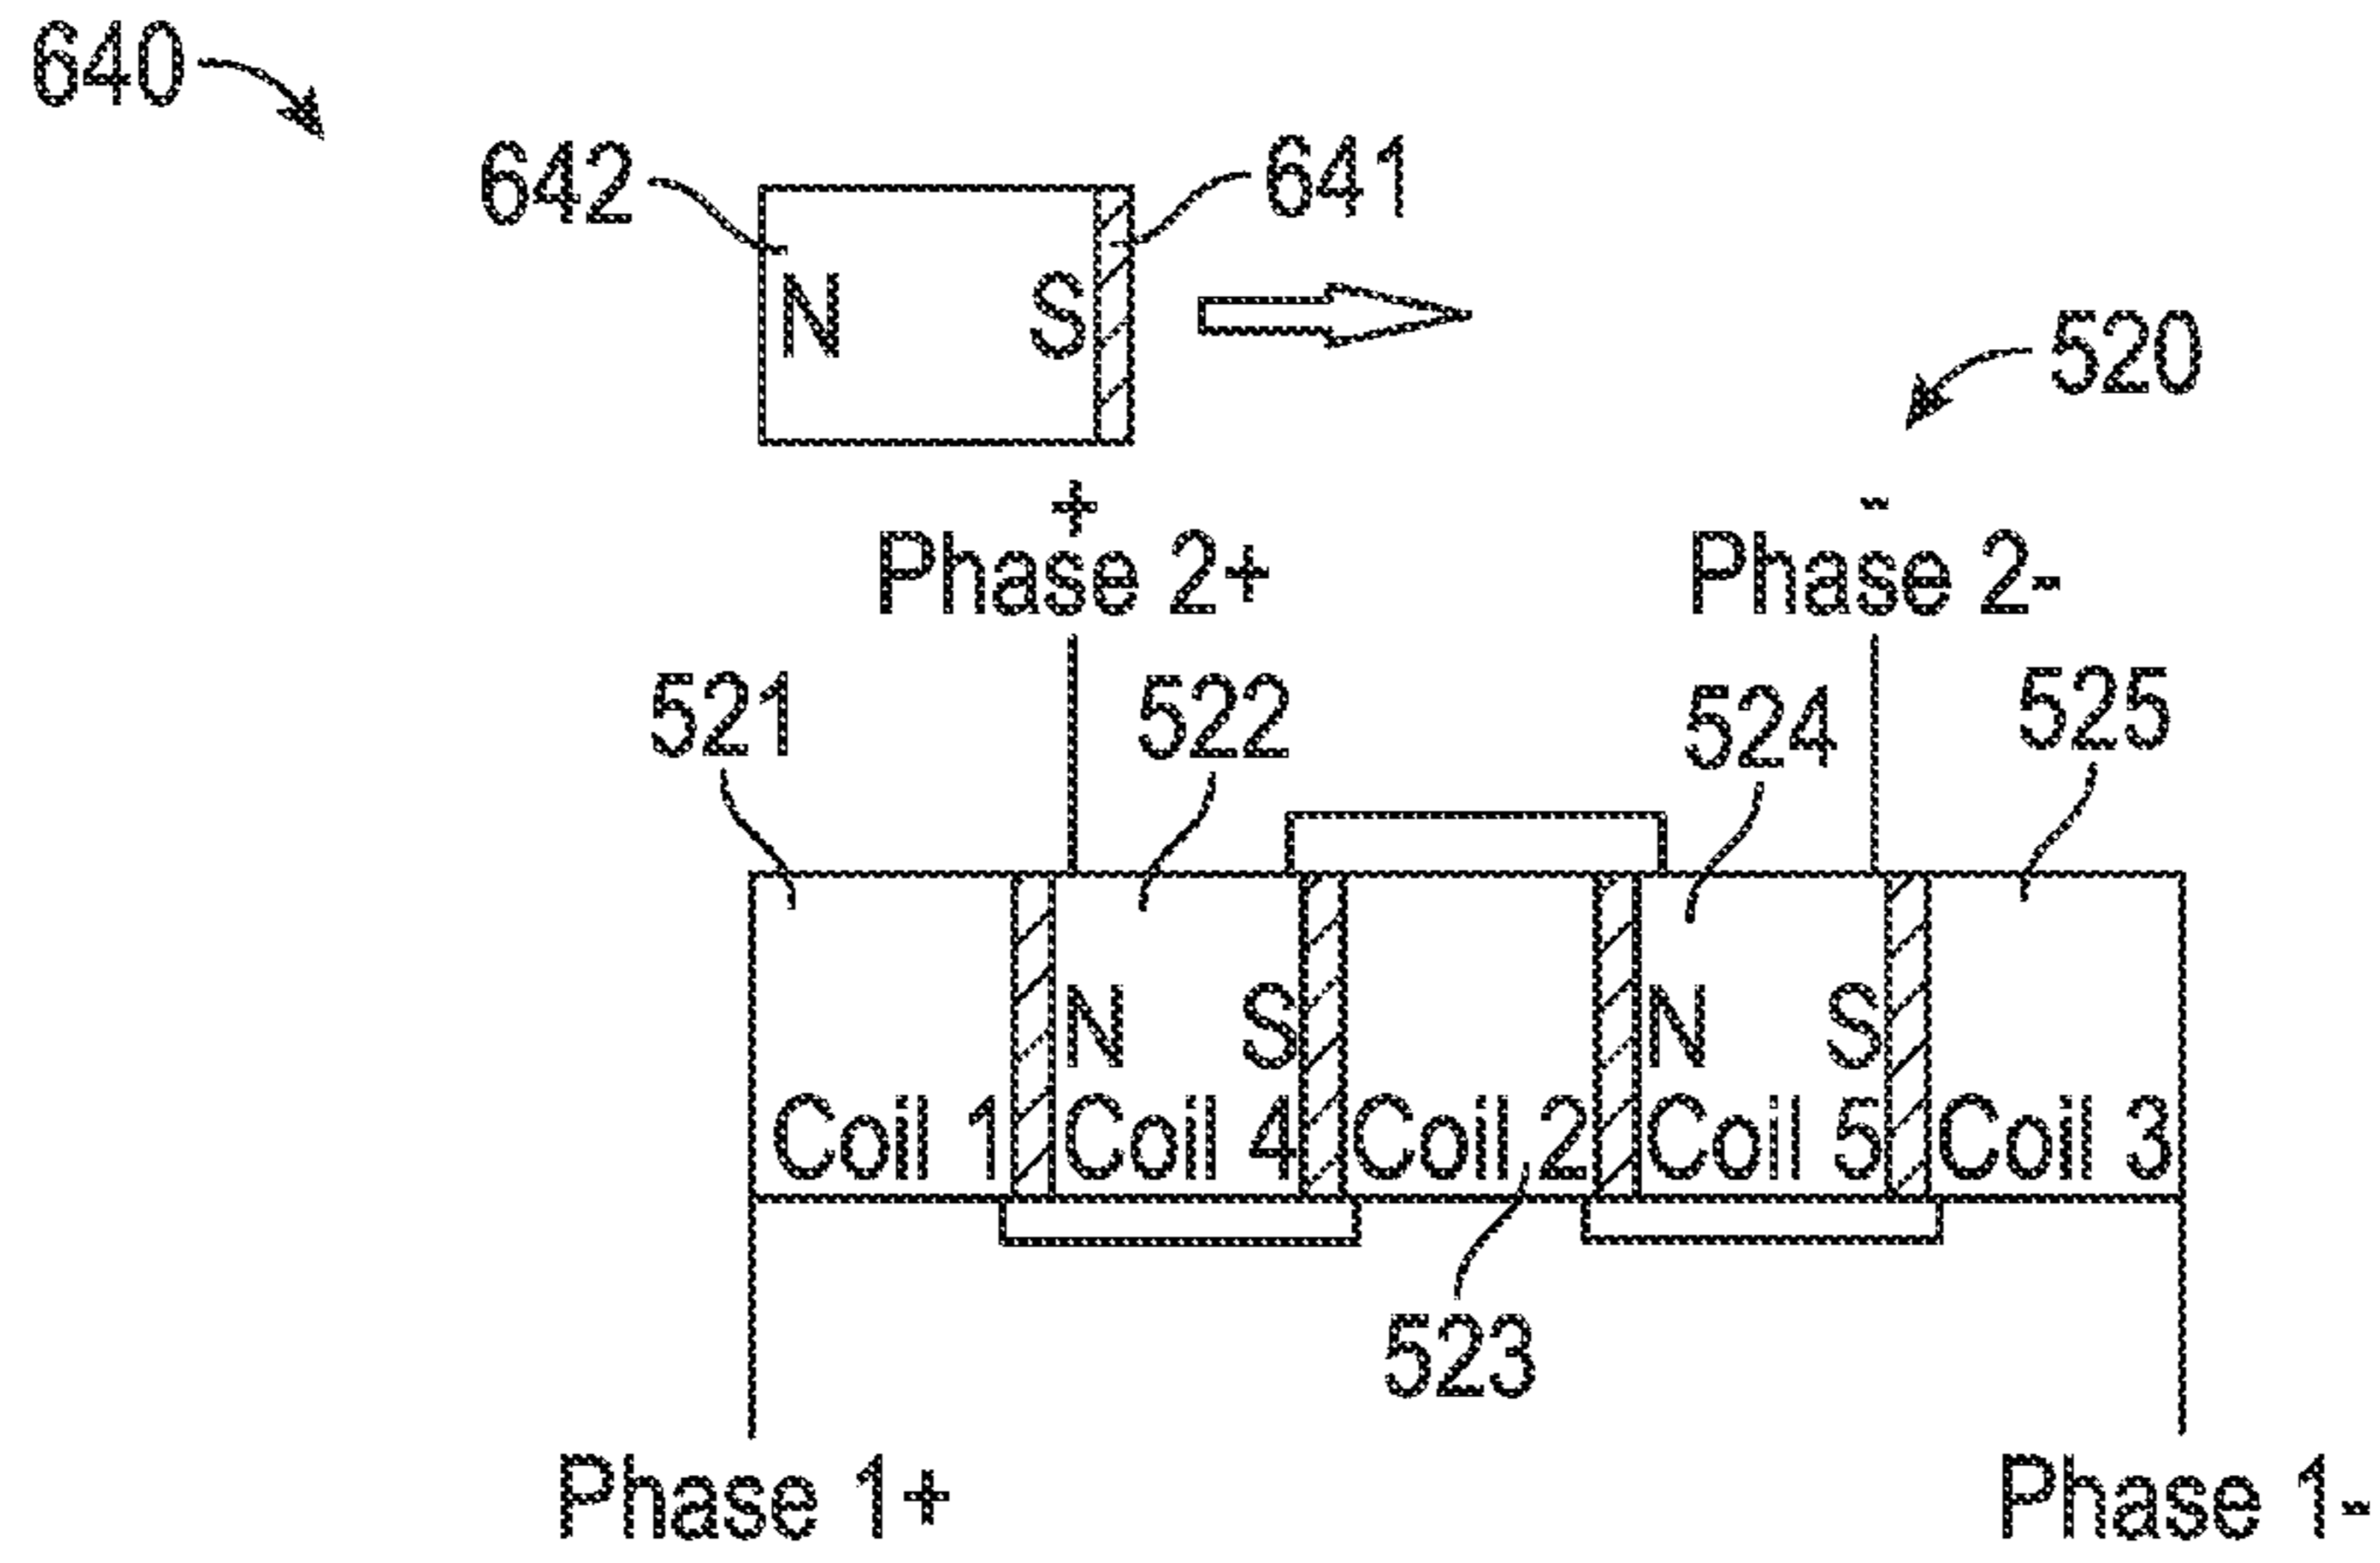 640
642
641
N S
520
+ -
Phase 2+ Phase 2-
521 522 524 525
N S N S
Coil 1 Coil 4 Coil 2 Coil 5 Coil 3
523
Phase 1+ Phase 1-